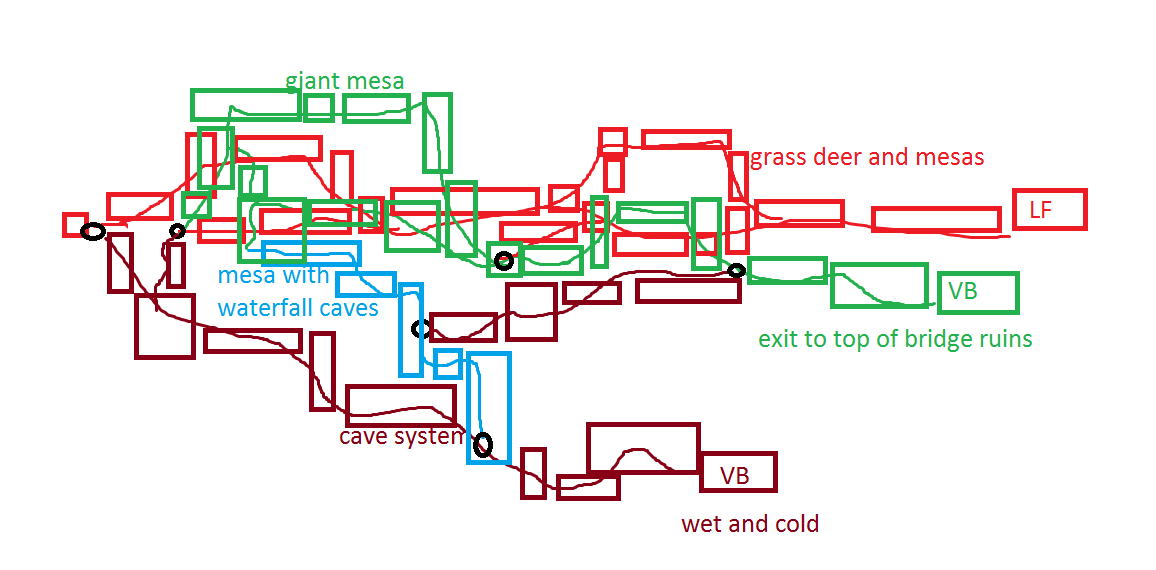 giant mesa
grass deer and mesas
LF
mesa with
waterfall caves
VB
exit to top of bridge ruins
cave system
VB
wet and cold